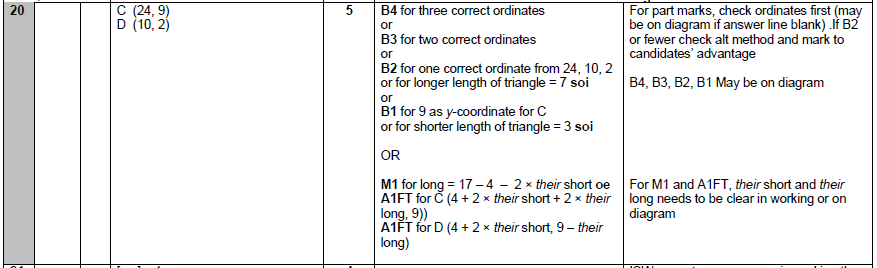 20
C (24, 9)
D (10, 2)
5
B4 for three correct ordinates
or
B3 for two correct ordinates
or
B2 for one correct ordinate from 24, 10, 2
or for longer length of triangle = 7 soi
or
B1 for 9 as y-coordinate for C
or for shorter length of triangle = 3 soi
OR
M1 for long = 17 – 4 – 2 × their short oe
A1FT for C (4 + 2 × their short + 2 × their
long, 9))
A1FT for D (4 + 2 × their short, 9 – their
long)
For part marks, check ordinates first (may
be on diagram if answer line blank) .If B2
or fewer check alt method and mark to
candidates’ advantage
B4, B3, B2, B1 May be on diagram
For M1 and A1FT, their short and their
long needs to be clear in working or on
diagram